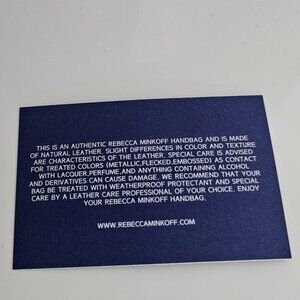 THIS IS AN AUTHENTIC REBECCA MINKOFF HANDBAG AND IS MADE
OF NATURAL LEATHER. SLIGHT DIFFERENCES IN COLOR AND TEXTURE
ARE CHARACTERISTICS OF THE LEATHER. SPECIAL CARE IS ADVISED
FOR TREATED COLORS (METALLIC,FLECKED,EMBOSSED) AS CONTACT
WITH LACQUER,PERFUME,AND ANYTHING CONTAINING ALCOHOL
AND DERIVATIVES CAN CAUSE DAMAGE. WE RECOMMEND THAT YOUR
BAG BE TREATED WITH WEATHERPROOF PROTECTANT AND SPECIAL
CARE BY A LEATHER CARE PROFESSIONAL OF YOUR CHOICE. ENJOY
YOUR REBECCA MINKOFF HANDBAG.
WWW.REBECCAMINKOFF.COM